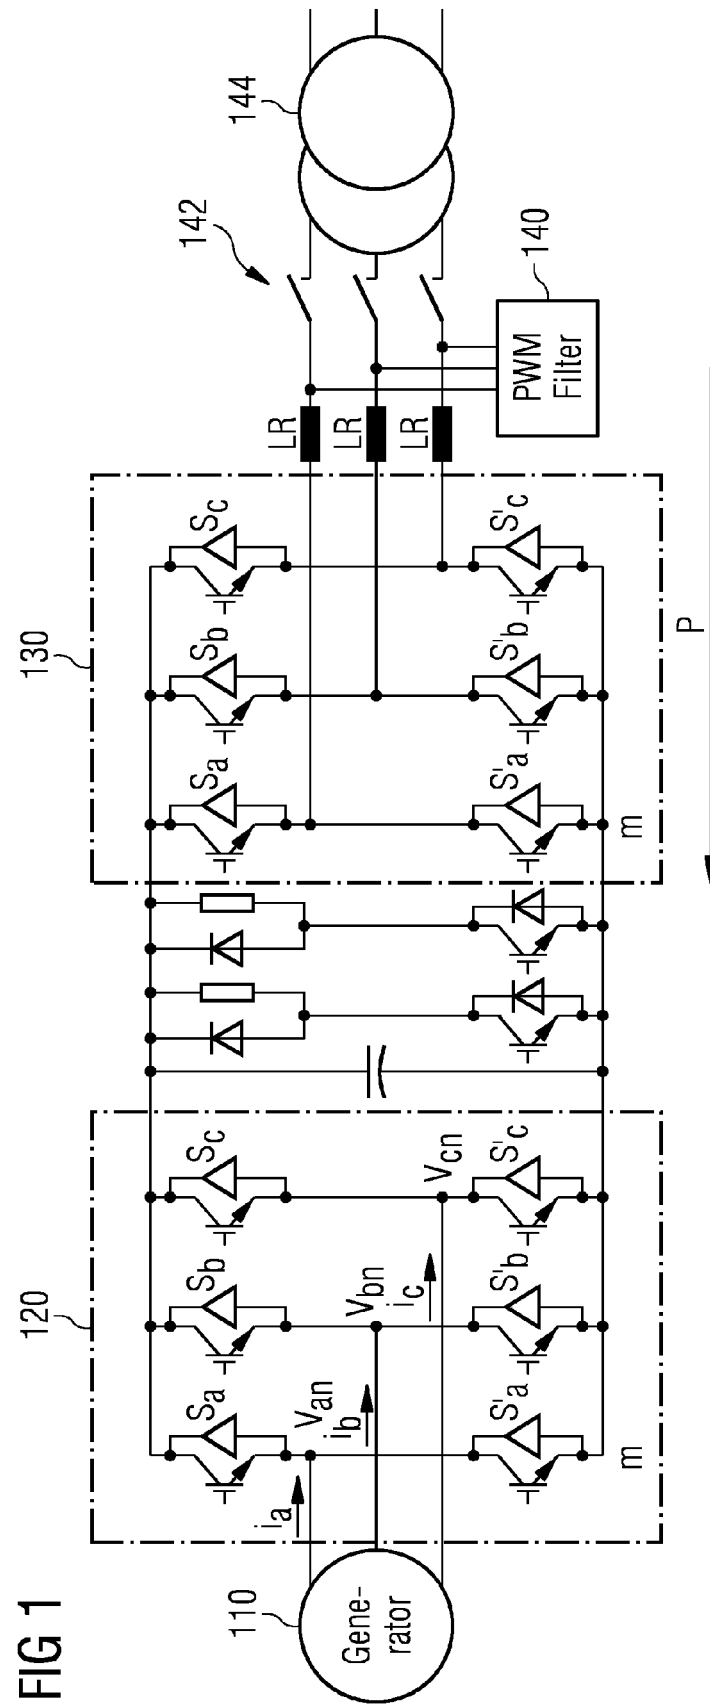 FIG 1
110
Gene-
rator
120
Sa
Sb
Sc
ia
Van
ib
Vbn
ic
Vcn
S'a
S'b
S'c
m
130
Sa
Sb
Sc
S'a
S'b
S'c
m
LR
LR
LR
PWM
Filter
140
142
144
P